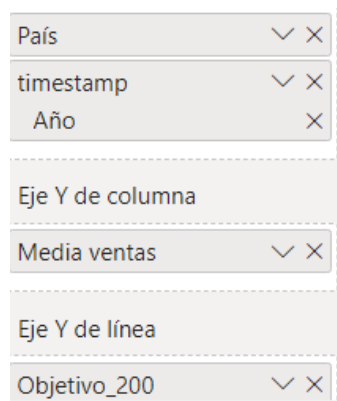 País
timestamp
Año
Eje Y de columna
Media ventas
Eje Y de línea
Objetivo_200